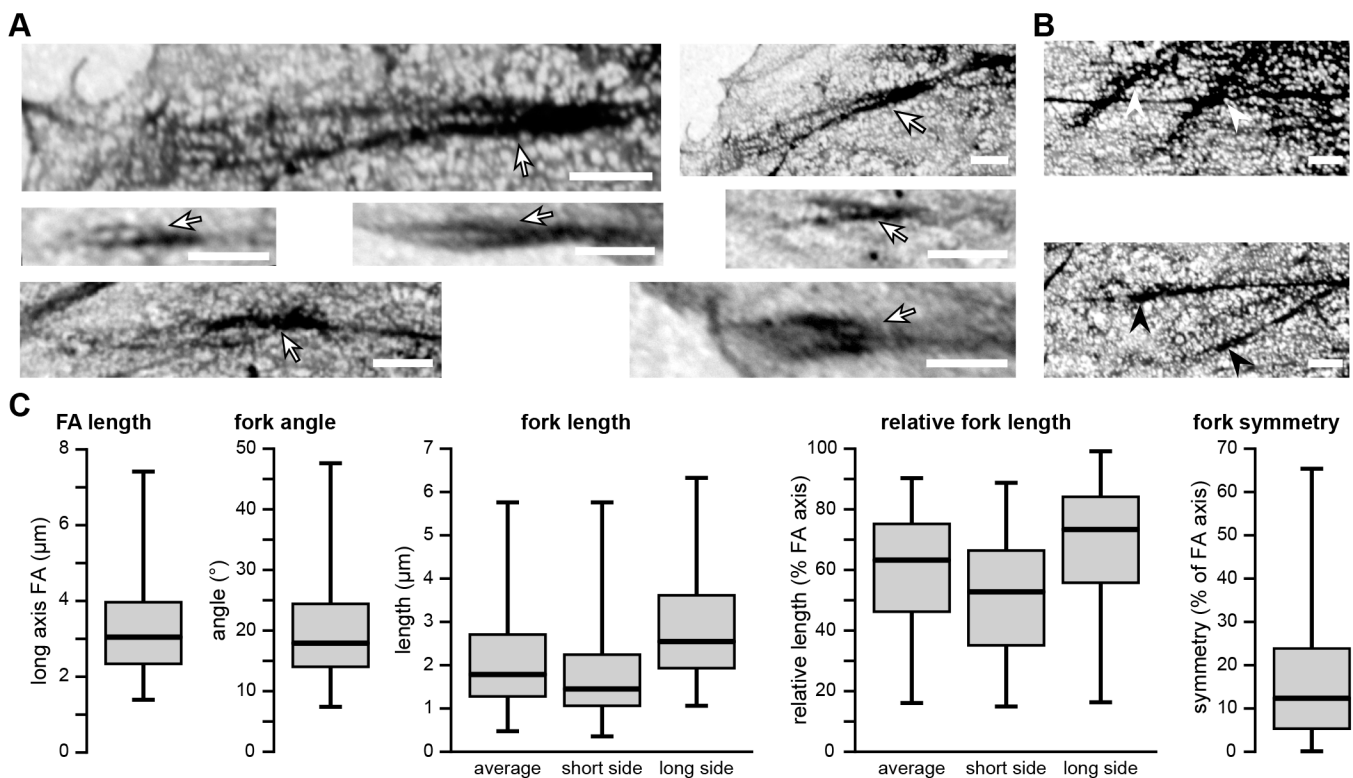 A
B
C
FA length
long axis FA (µm)
8
6
4
2
0
fork angle
angle (°)
50
40
30
20
10
0
fork length
length (µm)
7
6
5
4
3
2
1
0
average short side long side
relative fork length
relative length (% FA axis)
100
80
60
40
20
0
average short side long side
fork symmetry
symmetry (% of FA axis)
70
60
50
40
30
20
10
0